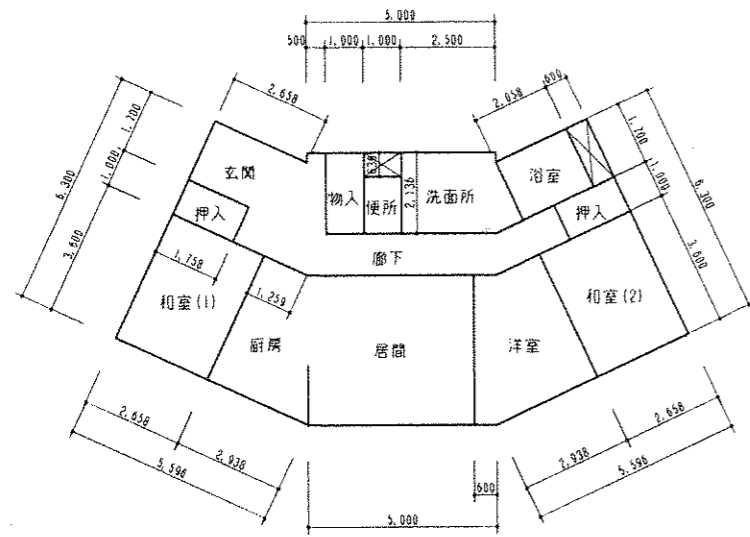 5,000
500 1,000 1,000 2,500
2,658
2,058
600
1,700
1,000
3,600
6,300
1,700
1,000
3,600
6,300
玄関
押入
物入
便所
638
2,136
洗面所
浴室
押入
廊下
1,758
1,259
和室(1)
厨房
居間
洋室
和室(2)
2,658
2,938
5,596
600
5,000
2,938
2,658
5,596